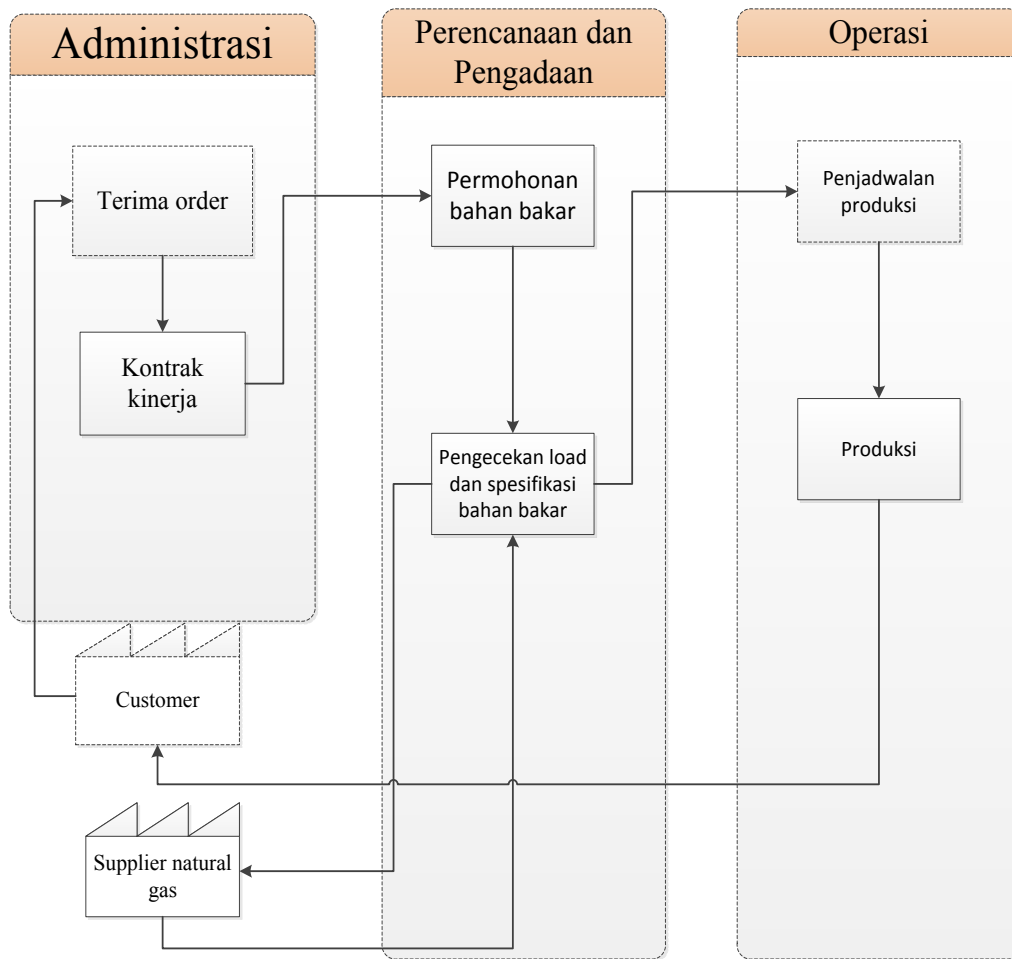 Administrasi
Terima order
Kontrak
kinerja
Customer
Supplier natural
gas
Perencanaan dan
Pengadaan
Permohonan
bahan bakar
Pengecekan load
dan spesifikasi
bahan bakar
Operasi
Penjadwalan
produksi
Produksi